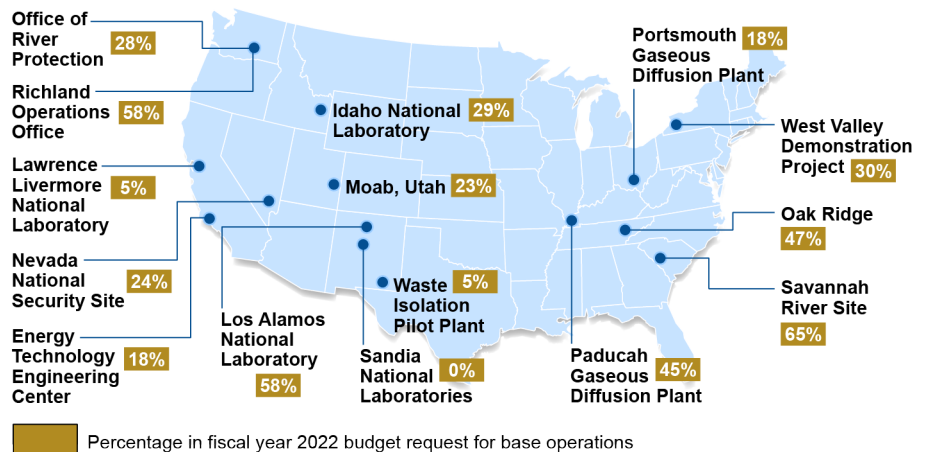 Office of
River
Protection
28%
Richland
Operations
Office
58%
Lawrence
Livermore
National
Laboratory
5%
Nevada
National
Security Site
24%
Energy
Technology
Engineering
Center
18%
Los Alamos
National
Laboratory
58%
Idaho National
Laboratory
29%
Moab, Utah 23%
Waste
Isolation
Pilot Plant
5%
Sandia
National
Laboratories
0%
Portsmouth
Gaseous
Diffusion Plant
18%
West Valley
Demonstration
Project
30%
Oak Ridge
47%
Savannah
River Site
65%
Paducah
Gaseous
Diffusion Plant
45%
Percentage in fiscal year 2022 budget request for base operations